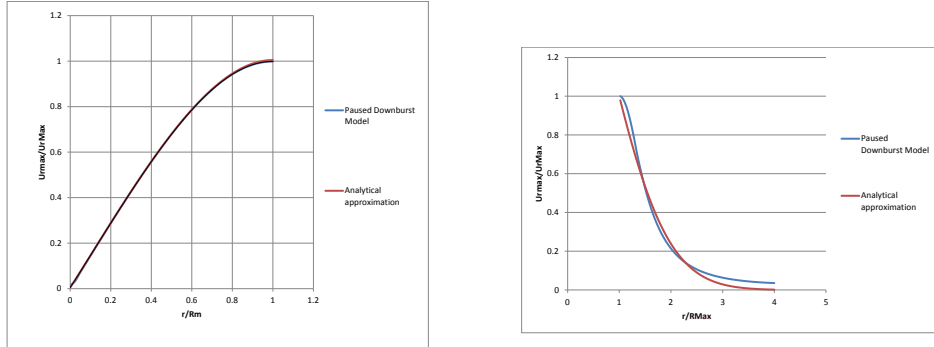 1.2
1
0.8
0.6
0.4
0.2
0
Urmax/UrMax
0 0.2 0.4 0.6 0.8 1 1.2
r/Rm
Paused Downburst
Model
Analytical
approximation
1.2
1
0.8
0.6
0.4
0.2
0
Urmax/UrMax
0 1 2 3 4 5
r/RMax
Paused
Downburst Model
Analytical
approximation